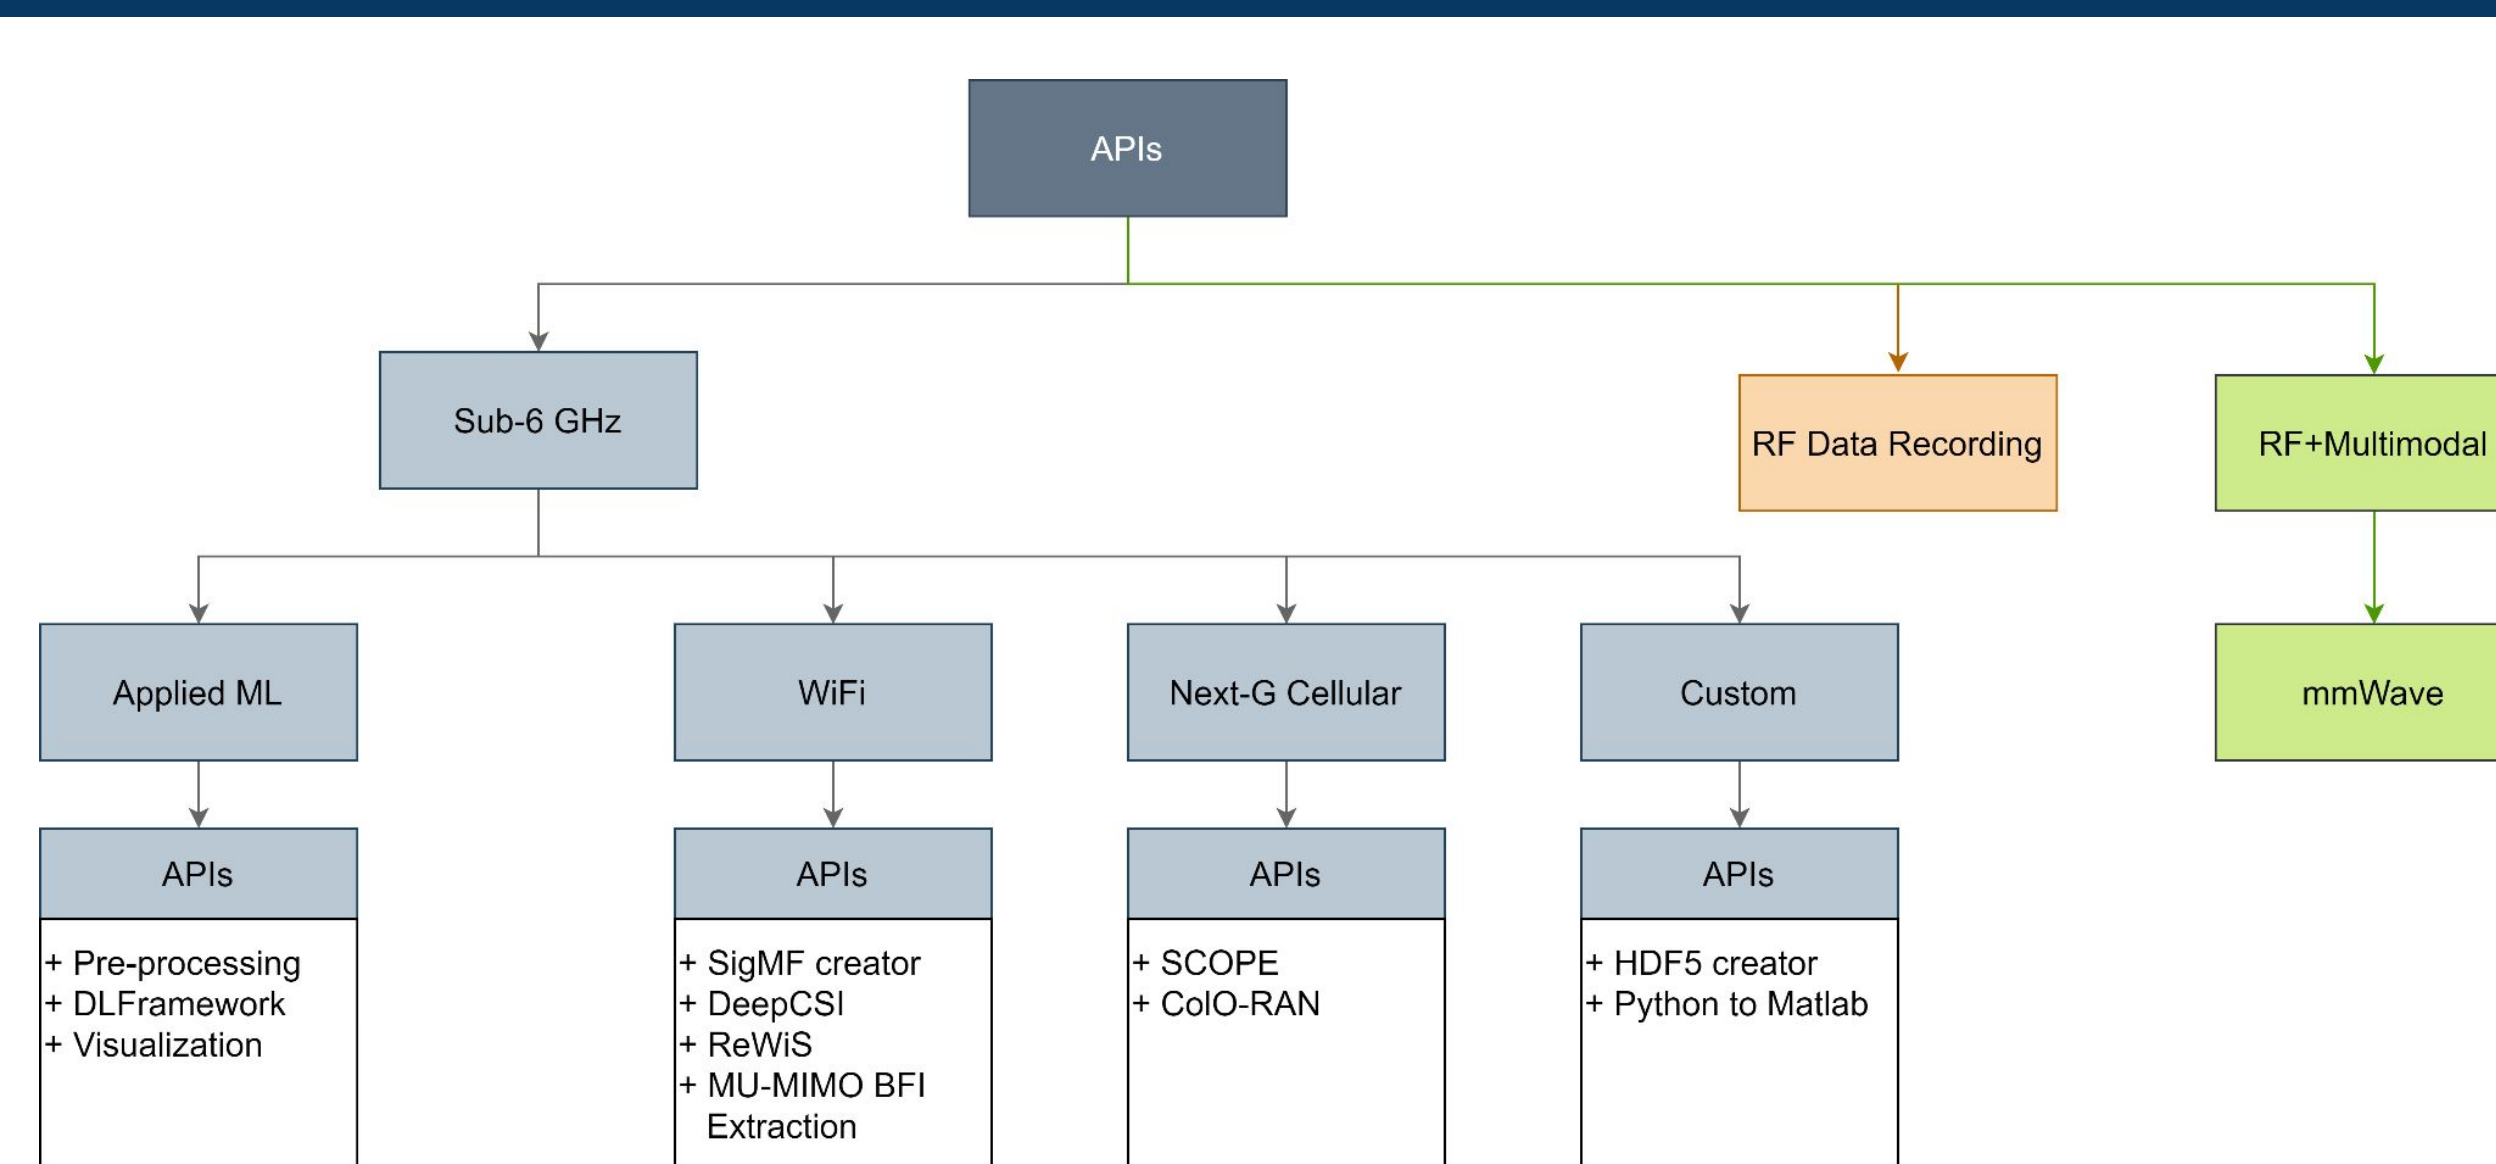 APIs
Sub-6 GHz
RF Data Recording
RF+Multimodal
Applied ML
WiFi
Next-G Cellular
Custom
mmWave
APIs
+ Pre-processing
+ DLFramework
+ Visualization
APIs
+ SigMF creator
+ DeepCSI
+ ReWiS
+ MU-MIMO BFI
Extraction
APIs
+ SCOPE
+ ColO-RAN
APIs
+ HDF5 creator
+ Python to Matlab